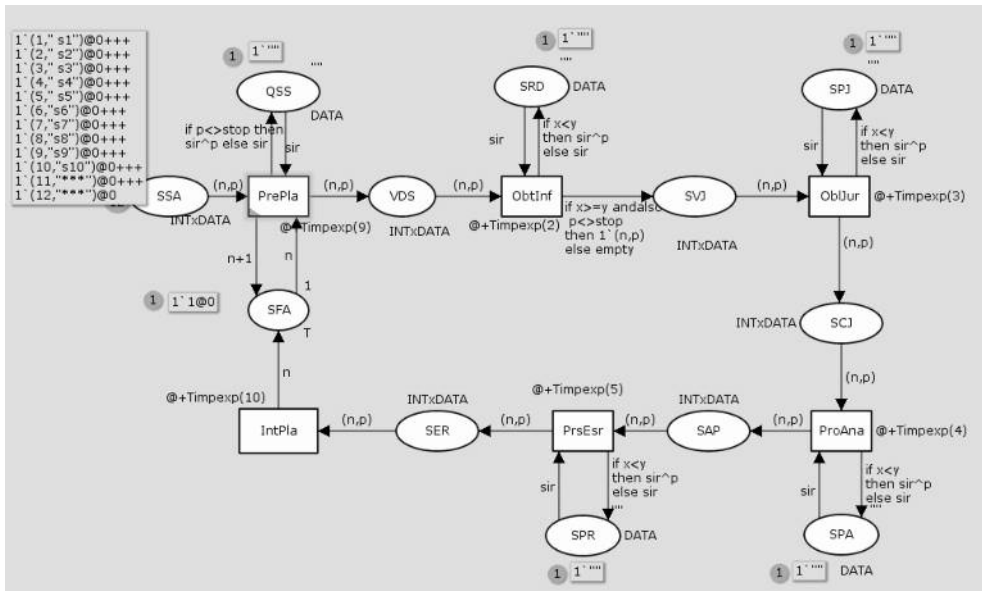 1`(1," s1")@0+++
1`(2," s2")@0+++
1`(3," s3")@0+++
1`(4," s4")@0+++
1`(5," s5")@0+++
1`(6,"s6")@0+++
1`(7,"s7")@0+++
1`(8,"s8")@0+++
1`(9,"s9")@0+++
1`(10,"s10")@0+++
1`(11,"***")@0+++
1`(12,"***")@0
1 1`""
""
QSS
DATA
if p<>stop then
sir^p else sir
sir
1 1`""
""
SRD
DATA
sir
if x<y
then sir^p
else sir
1 1`""
""
SPJ
DATA
sir
if x<y
then sir^p
else sir
SSA
INTxDATA
(n,p)
PrePla
@+Timpexp(9)
(n,p)
VDS
INTxDATA
(n,p)
ObtInf
@+Timpexp(2)
if x>=y andalso
p<>stop
then 1`(n,p)
else empty
SVJ
INTxDATA
(n,p)
OblJur
@+Timpexp(3)
(n,p)
n+1
n
1
1 1`1@0
SFA
T
n
INTxDATA
SCJ
(n,p)
@+Timpexp(10)
IntPla
(n,p)
INTxDATA
SER
(n,p)
@+Timpexp(5)
PrsEsr
(n,p)
INTxDATA
SAP
(n,p)
ProAna
@+Timpexp(4)
sir
if x<y
then sir^p
else sir
""
SPR
DATA
1 1`""
sir
if x<y
then sir^p
else sir
""
SPA
DATA
1 1`""